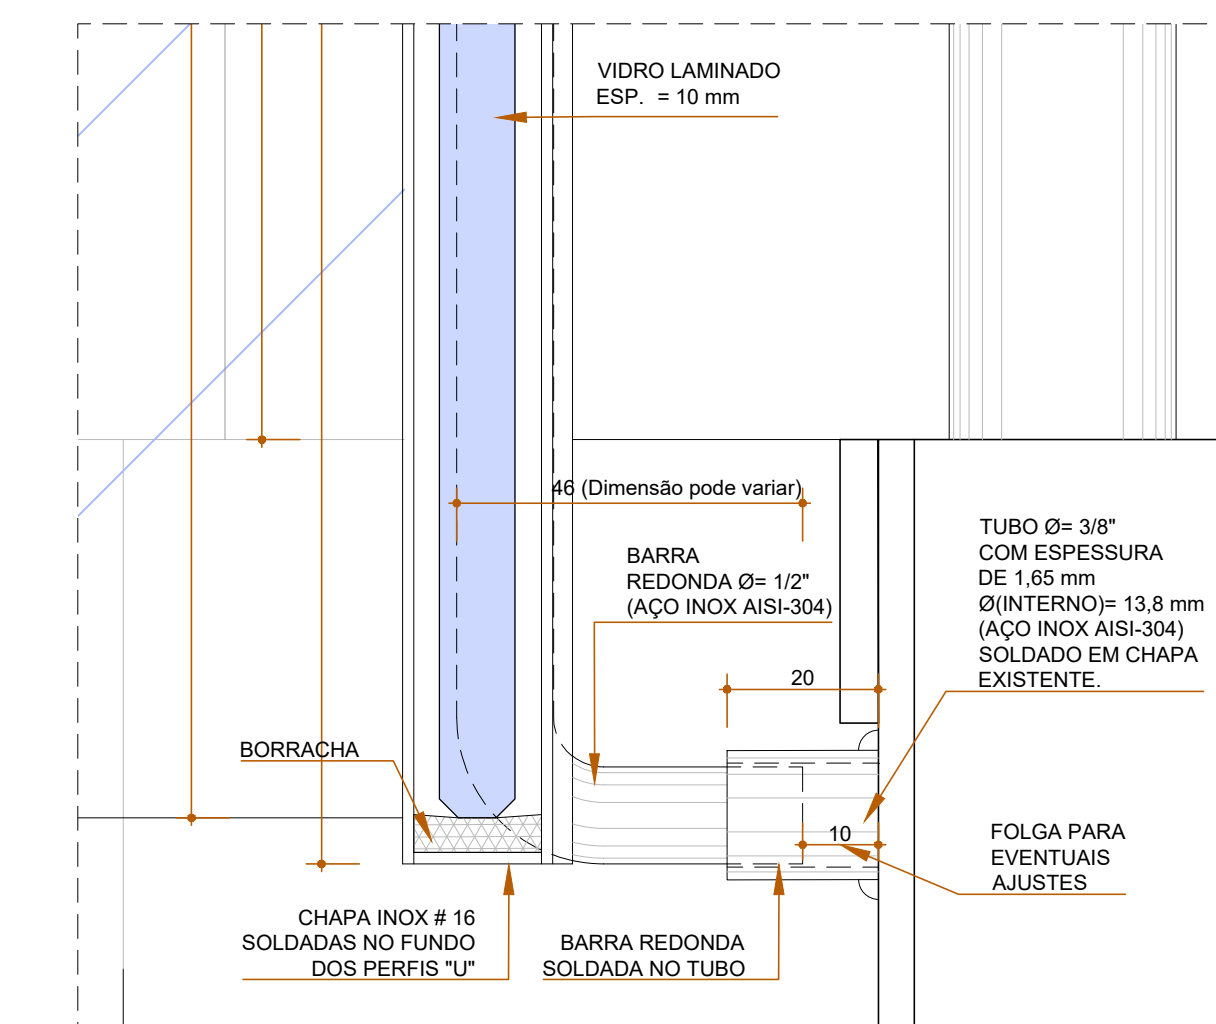 VIDRO LAMINADO
ESP. = 10 mm
46 (Dimensão pode variar)
BARRA
REDONDA Ø= 1/2"
(AÇO INOX AISI-304)
TUBO Ø= 3/8"
COM ESPESSURA
DE 1,65 mm
Ø(INTERNO)= 13,8 mm
(AÇO INOX AISI-304)
SOLDADO EM CHAPA
EXISTENTE.
20
BORRACHA
10
FOLGA PARA
EVENTUAIS
AJUSTES
CHAPA INOX # 16
SOLDADAS NO FUNDO
DOS PERFIS "U"
BARRA REDONDA
SOLDADA NO TUBO